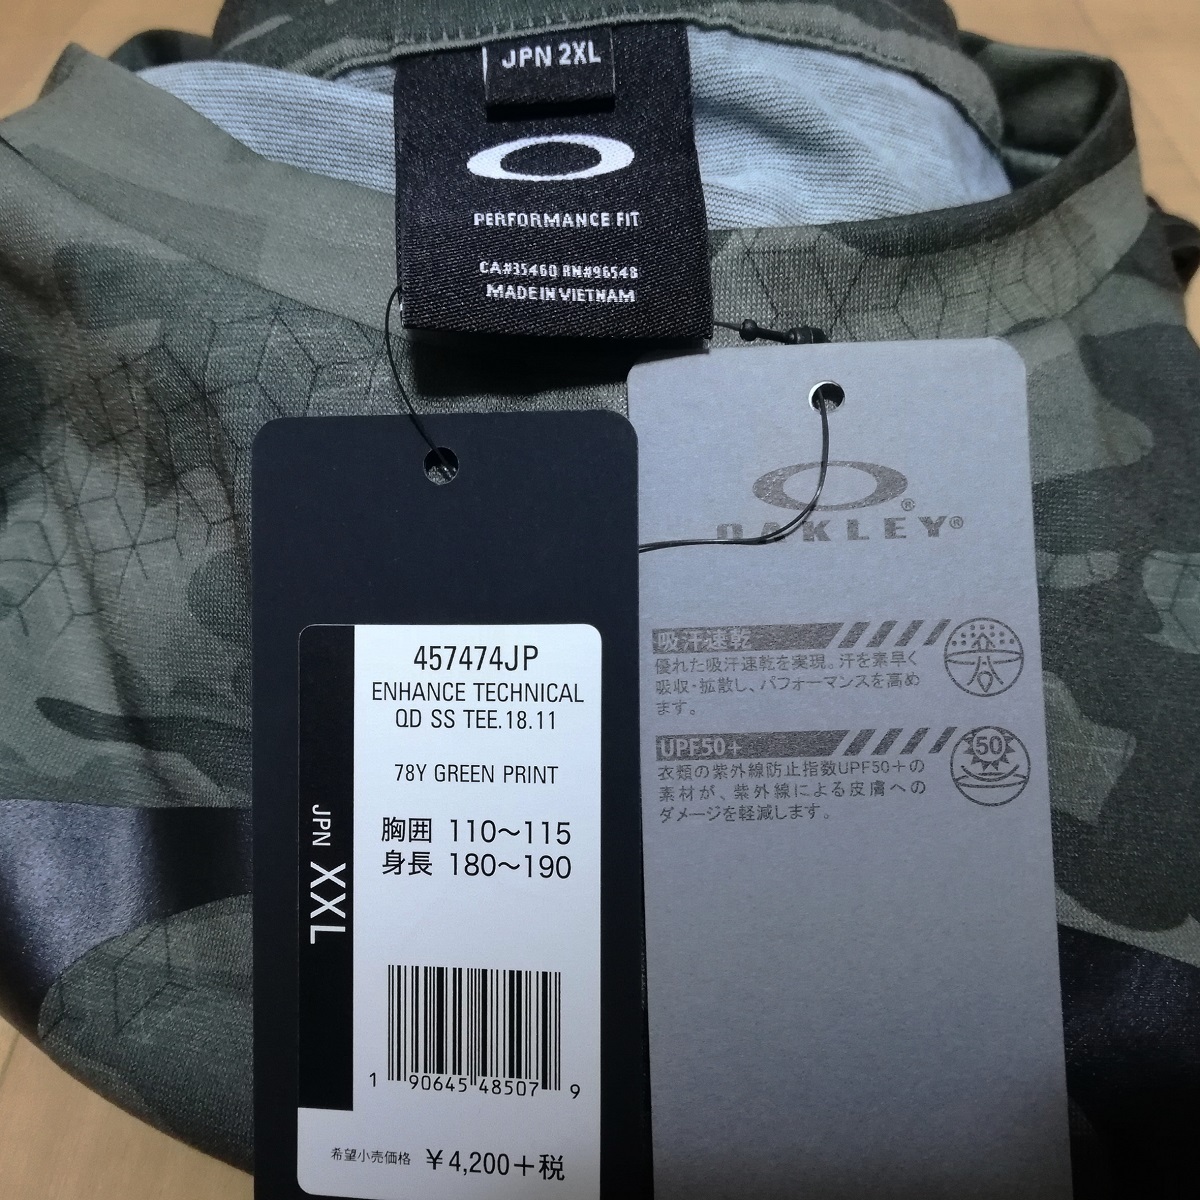 JPN 2XL
PERFORMANCE FIT
CA#35460 RN#96548
MADE IN VIETNAM
457474JP
ENHANCE TECHNICAL
QD SS TEE.18.11
78Y GREEN PRINT
胸囲 110～115
身長 180～190
JPN XXL
1 90645 48507 9
希望小売価格 ￥4,200＋税
OAKLEY®
吸汗速乾
優れた吸汗速乾を実現。汗を素早く
吸収・拡散し、パフォーマンスを高め
ます。
UPF50+
50
衣類の紫外線防止指数UPF50＋の
素材が、紫外線による皮膚への
ダメージを軽減します。